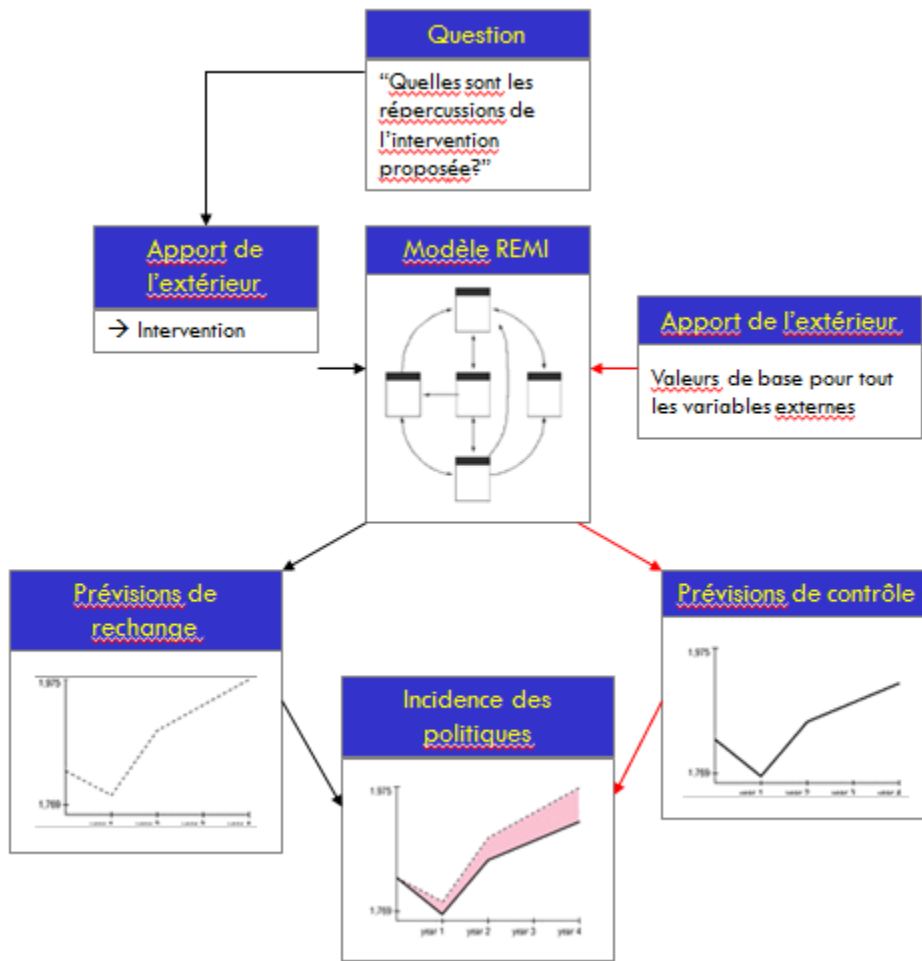 Question
“Quelles sont les
répercussions de
l’intervention
proposée?”
Apport de
l’extérieur
→ Intervention
Modèle REMI
Apport de l’extérieur
Valeurs de base pour tout
les variables externes
Prévisions de
rechange
1,975
1,769
Prévisions de contrôle
1,975
1,769
Incidence des
politiques
1,975
1,769
year 1 year 2 year 3 year 4